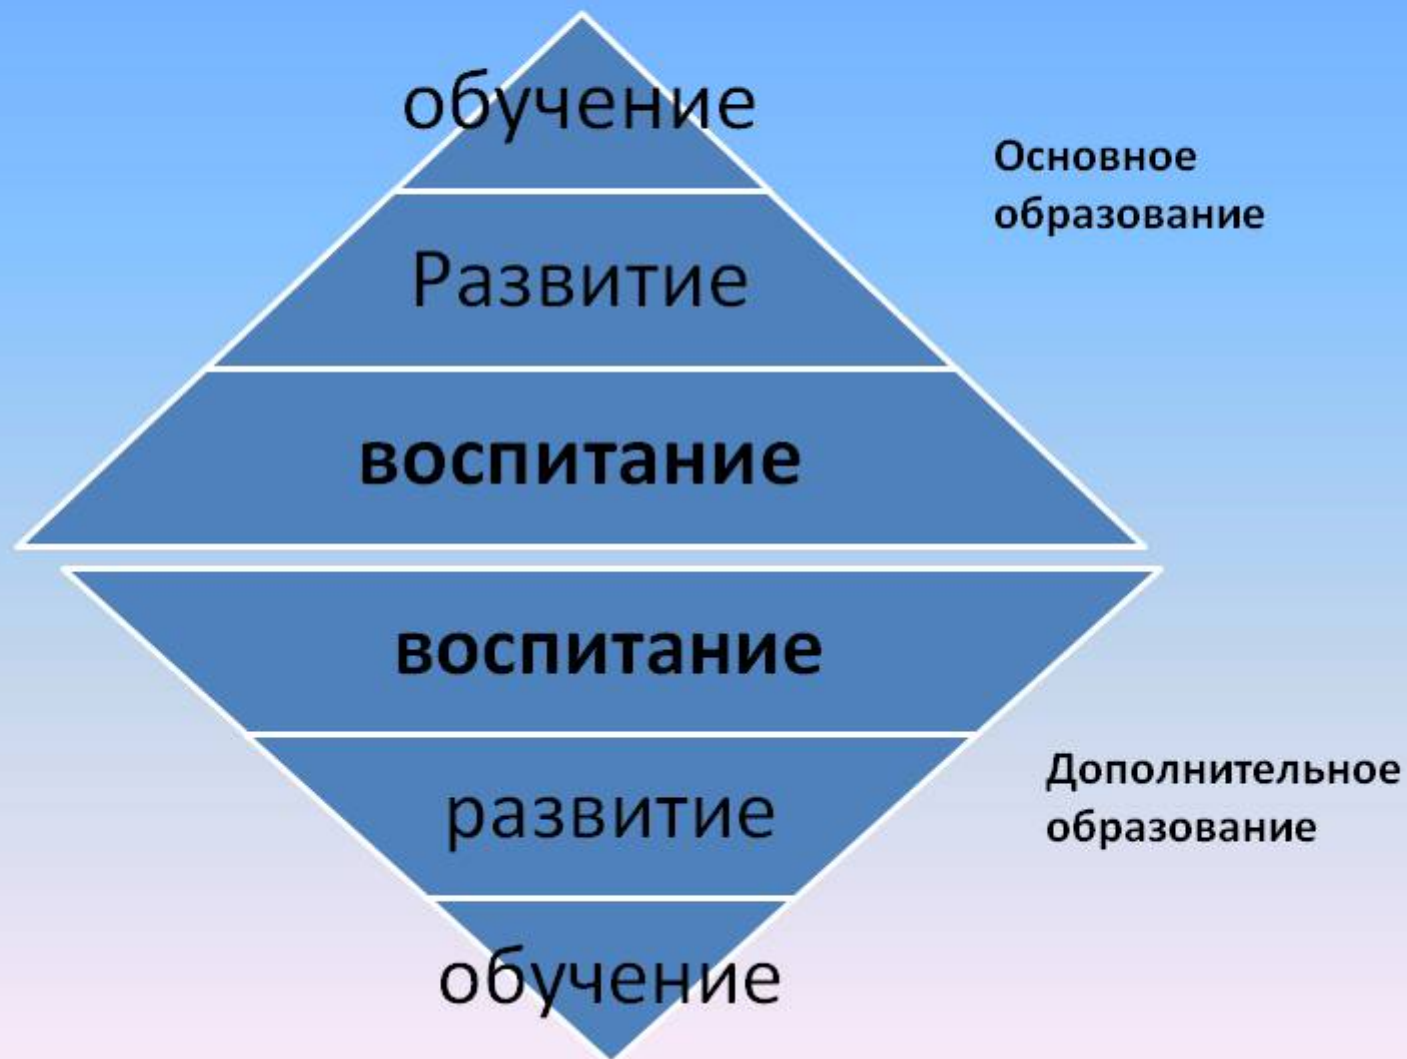 обучение
Основное
образование
Развитие
воспитание
воспитание
развитие
Дополнительное
образование
обучение